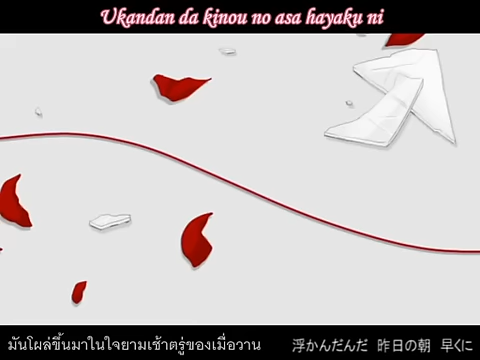 Ukandan da kinou no asa hayaku ni
มันโผล่ขึ้นมาในใจยามเช้าตรู่ของเมื่อวาน
浮かんだんだ 昨日の朝 早くに